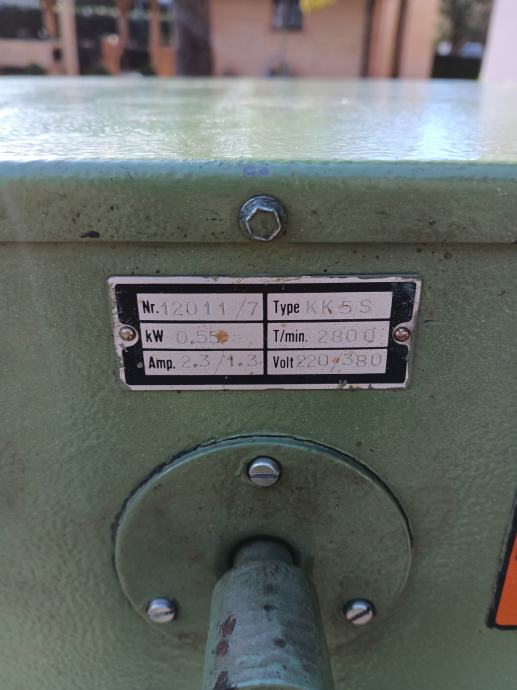 Nr. 12011/7 Type KK5S
kW 0.55 T/min. 2800
Amp. 2.3/1.3 Volt 220/380